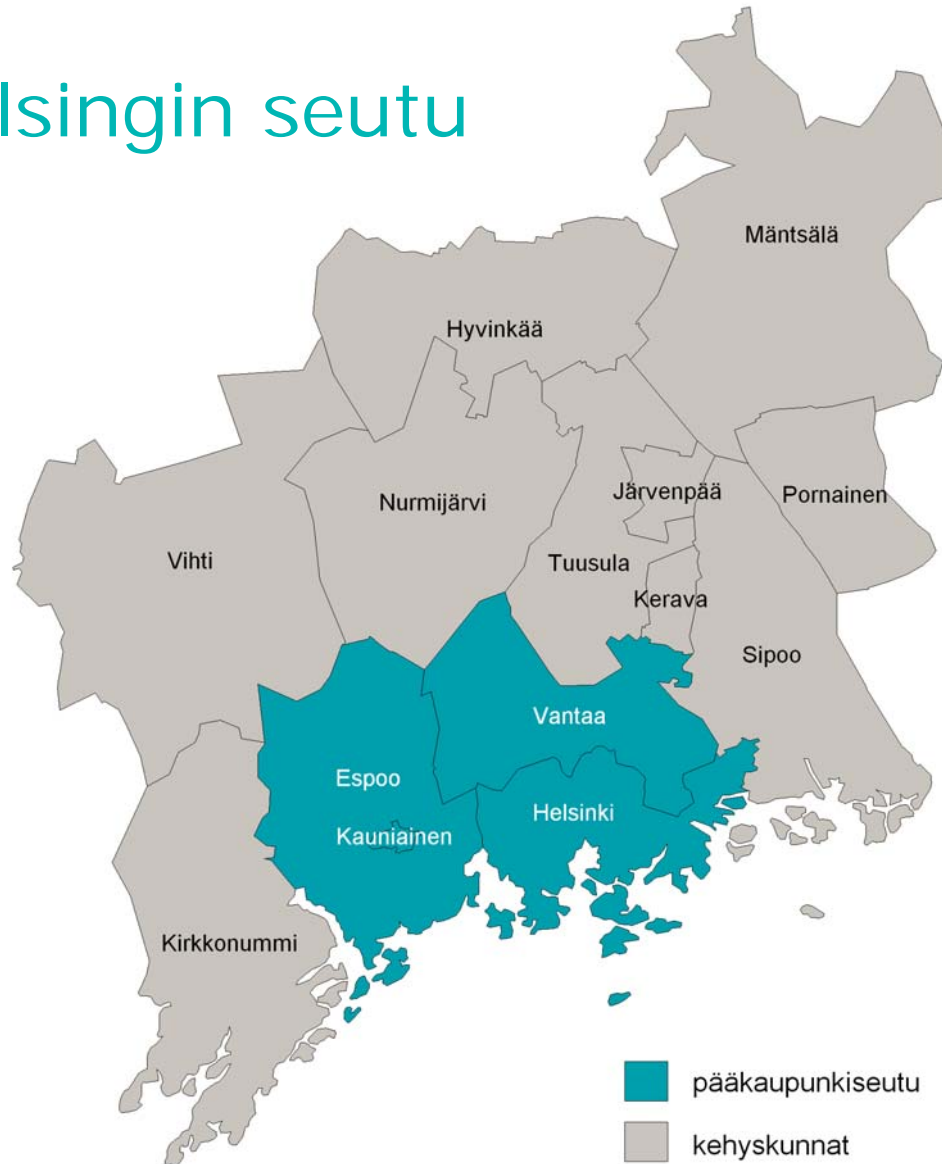 lsingin seutu
Mäntsälä
Hyvinkää
Järvenpää
Pornainen
Nurmijärvi
Vihti
Tuusula
Kerava
Sipoo
Vantaa
Espoo
Helsinki
Kauniainen
Kirkkonummi
pääkaupunkiseutu
kehyskunnat